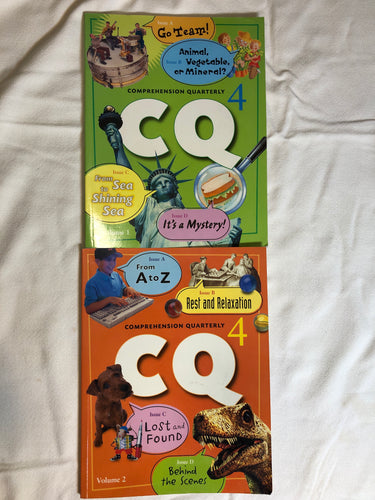 Issue A
Go Team!
Animal,
Issue B Vegetable,
or Mineral?
COMPREHENSION QUARTERLY
4
CQ
Issue C
From Sea
to
Shining
Sea
Issue D
It's a Mystery!
Volume 1
Issue A
From
A to Z
Issue B
Rest and Relaxation
COMPREHENSION QUARTERLY
4
CQ
Issue C
Lost and
Found
Issue D
Behind
the Scenes
Volume 2